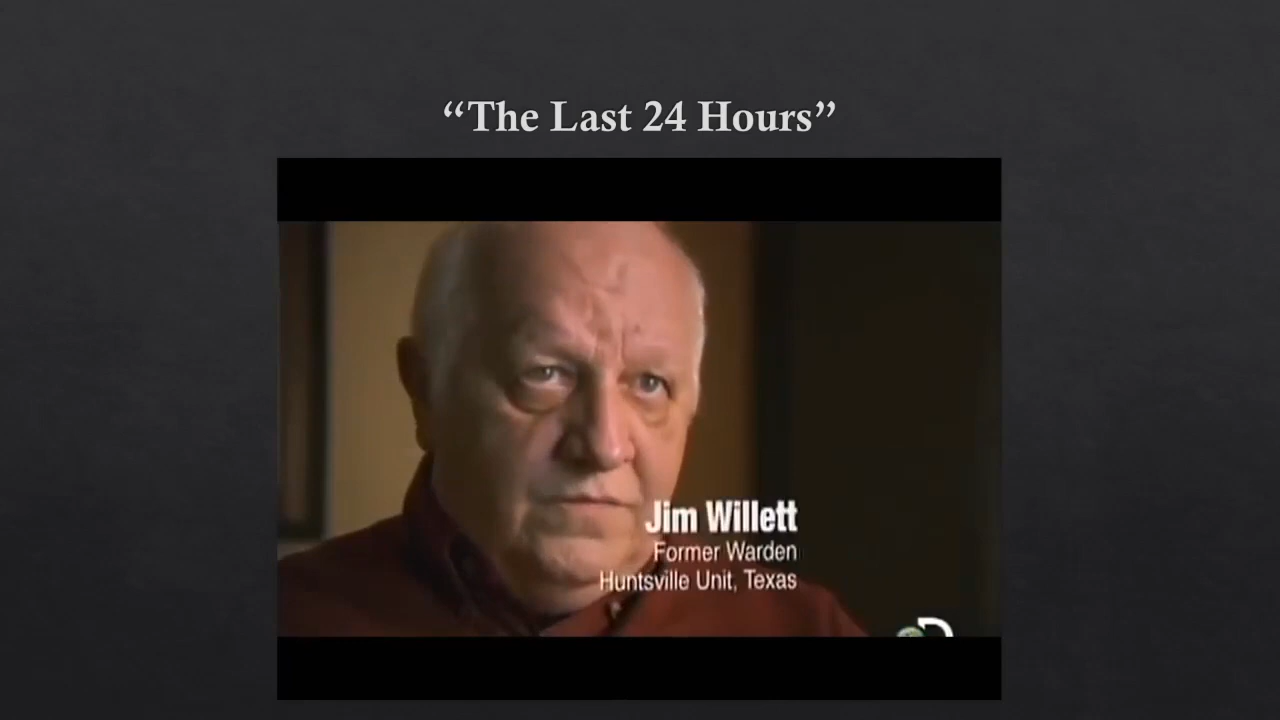 “The Last 24 Hours”
Jim Willett
Former Warden
Huntsville Unit, Texas